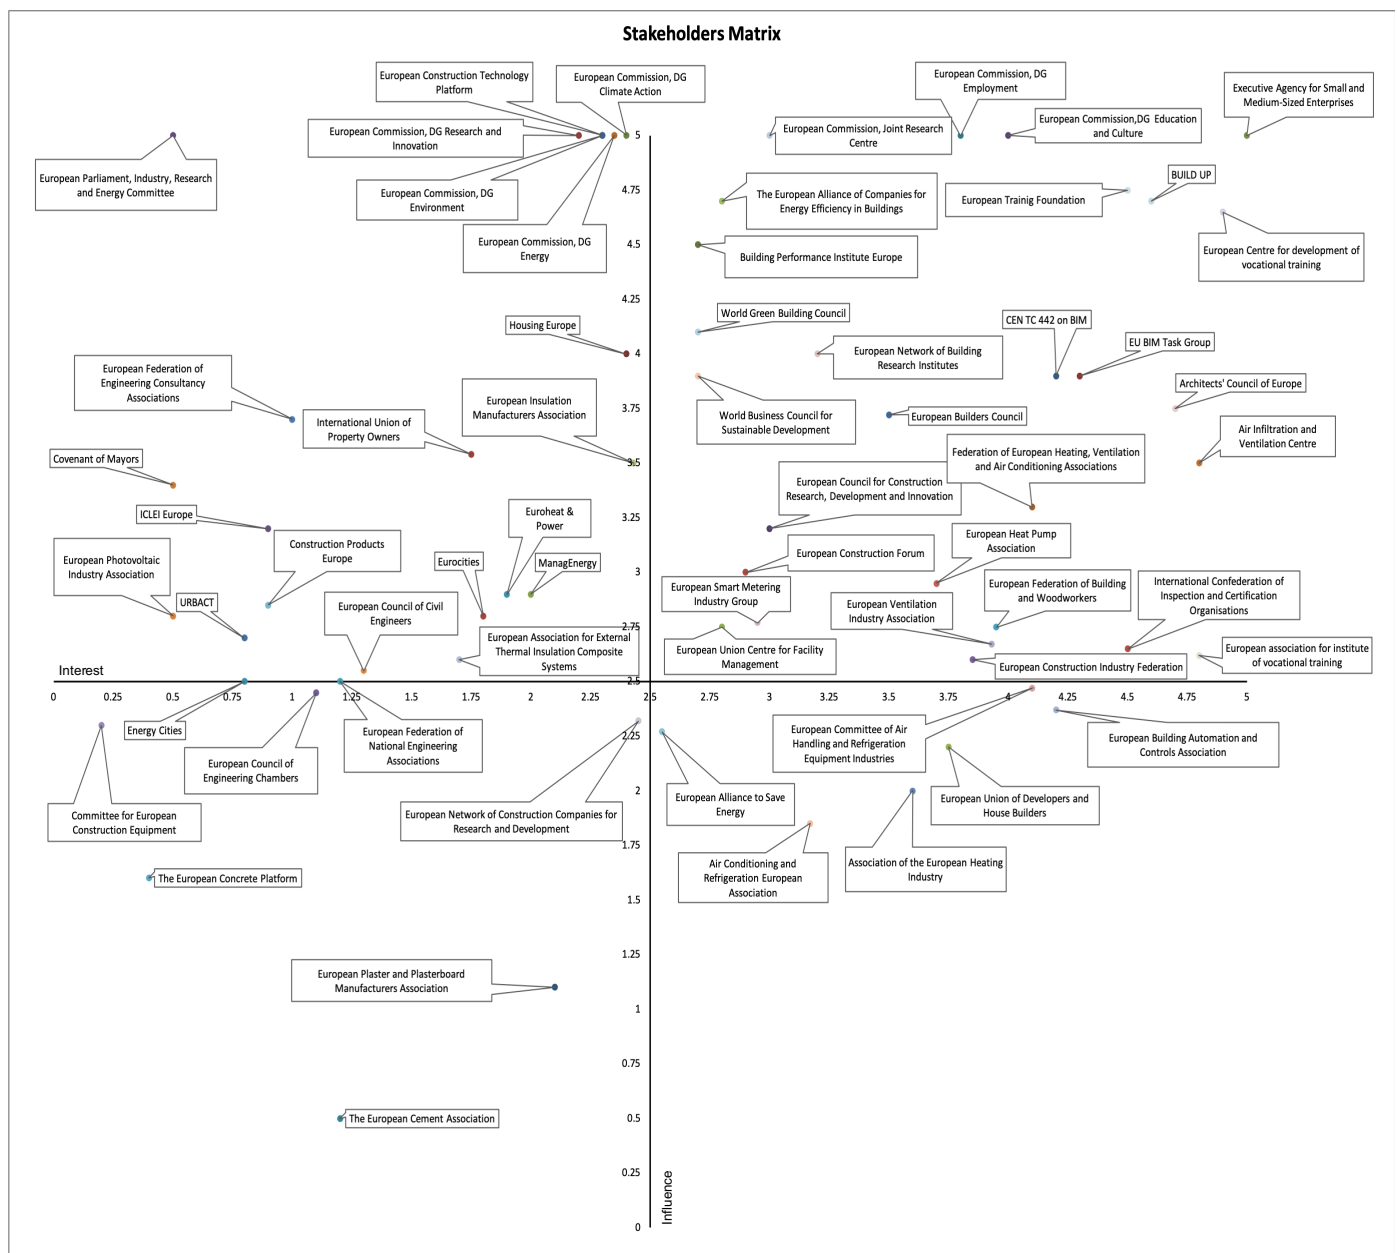 Stakeholders Matrix
European Construction Technology
Platform
European Commission, DG
Climate Action
European Commission, DG
Employment
Executive Agency for Small and
Medium-Sized Enterprises
European Commission, DG Research and
Innovation
5
European Commission, Joint Research
Centre
European Commission,DG Education
and Culture
European Parliament, Industry, Research
and Energy Committee
European Commission, DG
Environment
4.75
The European Alliance of Companies for
Energy Efficiency in Buildings
European Trainig Foundation
BUILD UP
European Commission, DG
Energy
4.5
Building Performance Institute Europe
European Centre for development of
vocational training
4.25
Housing Europe
World Green Building Council
CEN TC 442 on BIM
EU BIM Task Group
4
European Network of Building
Research Institutes
European Federation of
Engineering Consultancy
Associations
European Insulation
Manufacturers Association
Architects' Council of Europe
3.75
International Union of
Property Owners
World Business Council for
Sustainable Development
European Builders Council
Air Infiltration and
Ventilation Centre
Covenant of Mayors
3.5
Federation of European Heating, Ventilation
and Air Conditioning Associations
European Council for Construction
Research, Development and Innovation
ICLEI Europe
Euroheat &
Power
3.25
Construction Products
Europe
European Heat Pump
Association
European Photovoltaic
Industry Association
Eurocities
ManagEnergy
3
European Construction Forum
URBACT
European Council of Civil
Engineers
European Smart Metering
Industry Group
European Federation of Building
and Woodworkers
International Confederation of
Inspection and Certification
Organisations
European Ventilation
Industry Association
2.75
European Association for External
Thermal Insulation Composite
Systems
European Union Centre for Facility
Management
European Construction Industry Federation
European association for institute
of vocational training
Interest
2.5
0
0.25
0.5
0.75
1
1.25
1.5
1.75
2
2.25
2.5
2.75
3
3.25
3.5
3.75
4
4.25
4.5
4.75
5
Energy Cities
European Federation of
National Engineering
Associations
2.25
European Committee of Air
Handling and Refrigeration
Equipment Industries
European Building Automation and
Controls Association
European Council of
Engineering Chambers
2
Committee for European
Construction Equipment
European Network of Construction Companies for
Research and Development
European Alliance to Save
Energy
European Union of Developers and
House Builders
1.75
Air Conditioning and
Refrigeration European
Association
Association of the European Heating
Industry
The European Concrete Platform
1.5
1.25
European Plaster and Plasterboard
Manufacturers Association
1
0.75
The European Cement Association
0.5
0.25
Influence
0